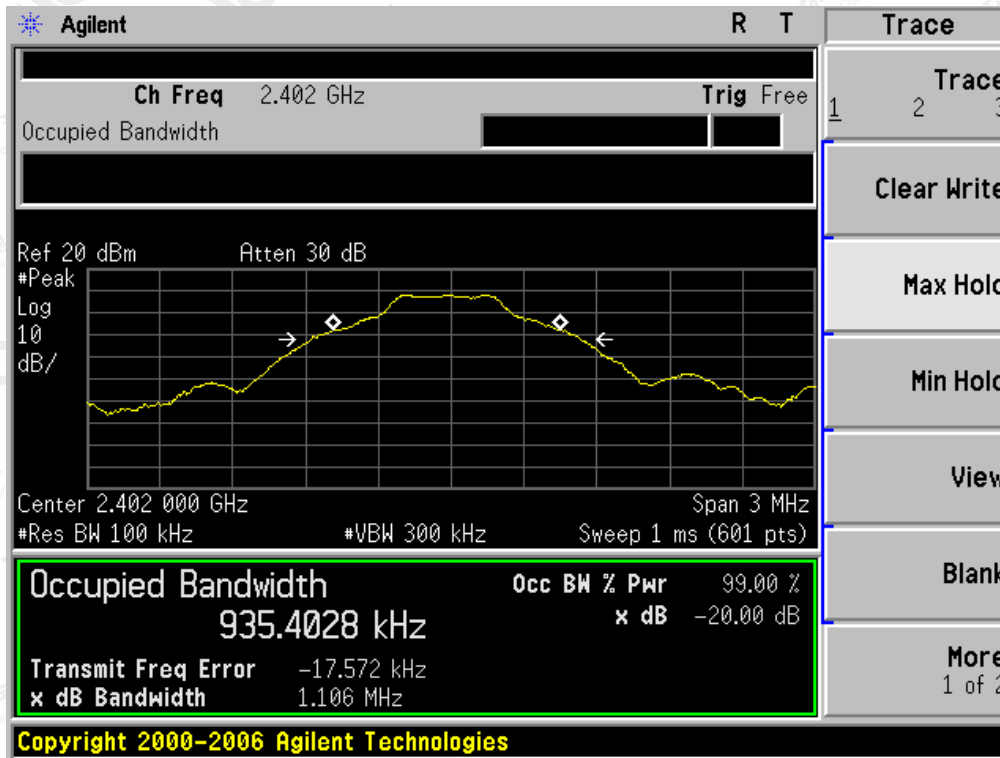 Agilent R T Trace
Ch Freq 2.402 GHz Trig Free
Occupied Bandwidth
Trace
1 2 3
Clear Write
Max Hold
Min Hold
View
Blank
More
1 of 2
Ref 20 dBm Atten 30 dB
#Peak
Log
10
dB/
Center 2.402 000 GHz Span 3 MHz
#Res BW 100 kHz #VBW 300 kHz Sweep 1 ms (601 pts)
Occupied Bandwidth Occ BW % Pwr 99.00 %
935.4028 kHz x dB -20.00 dB
Transmit Freq Error -17.572 kHz
x dB Bandwidth 1.106 MHz
Copyright 2000-2006 Agilent Technologies